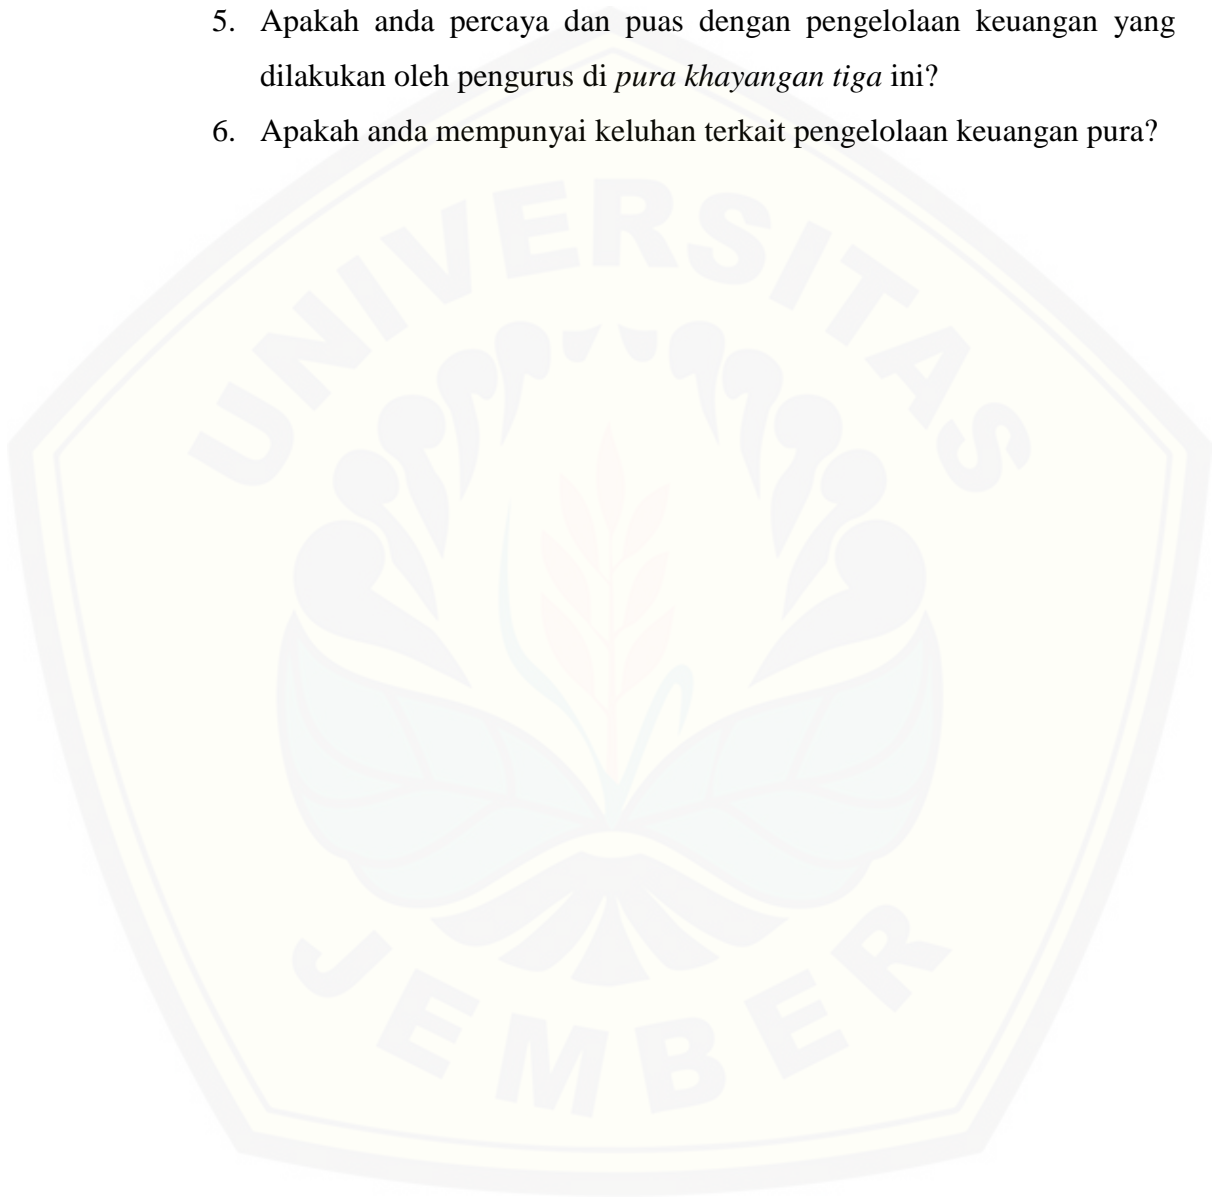 5. Apakah anda percaya dan puas dengan pengelolaan keuangan yang
dilakukan oleh pengurus di pura khayangan tiga ini?
6. Apakah anda mempunyai keluhan terkait pengelolaan keuangan pura?
UNIVERSITAS
JEMBER